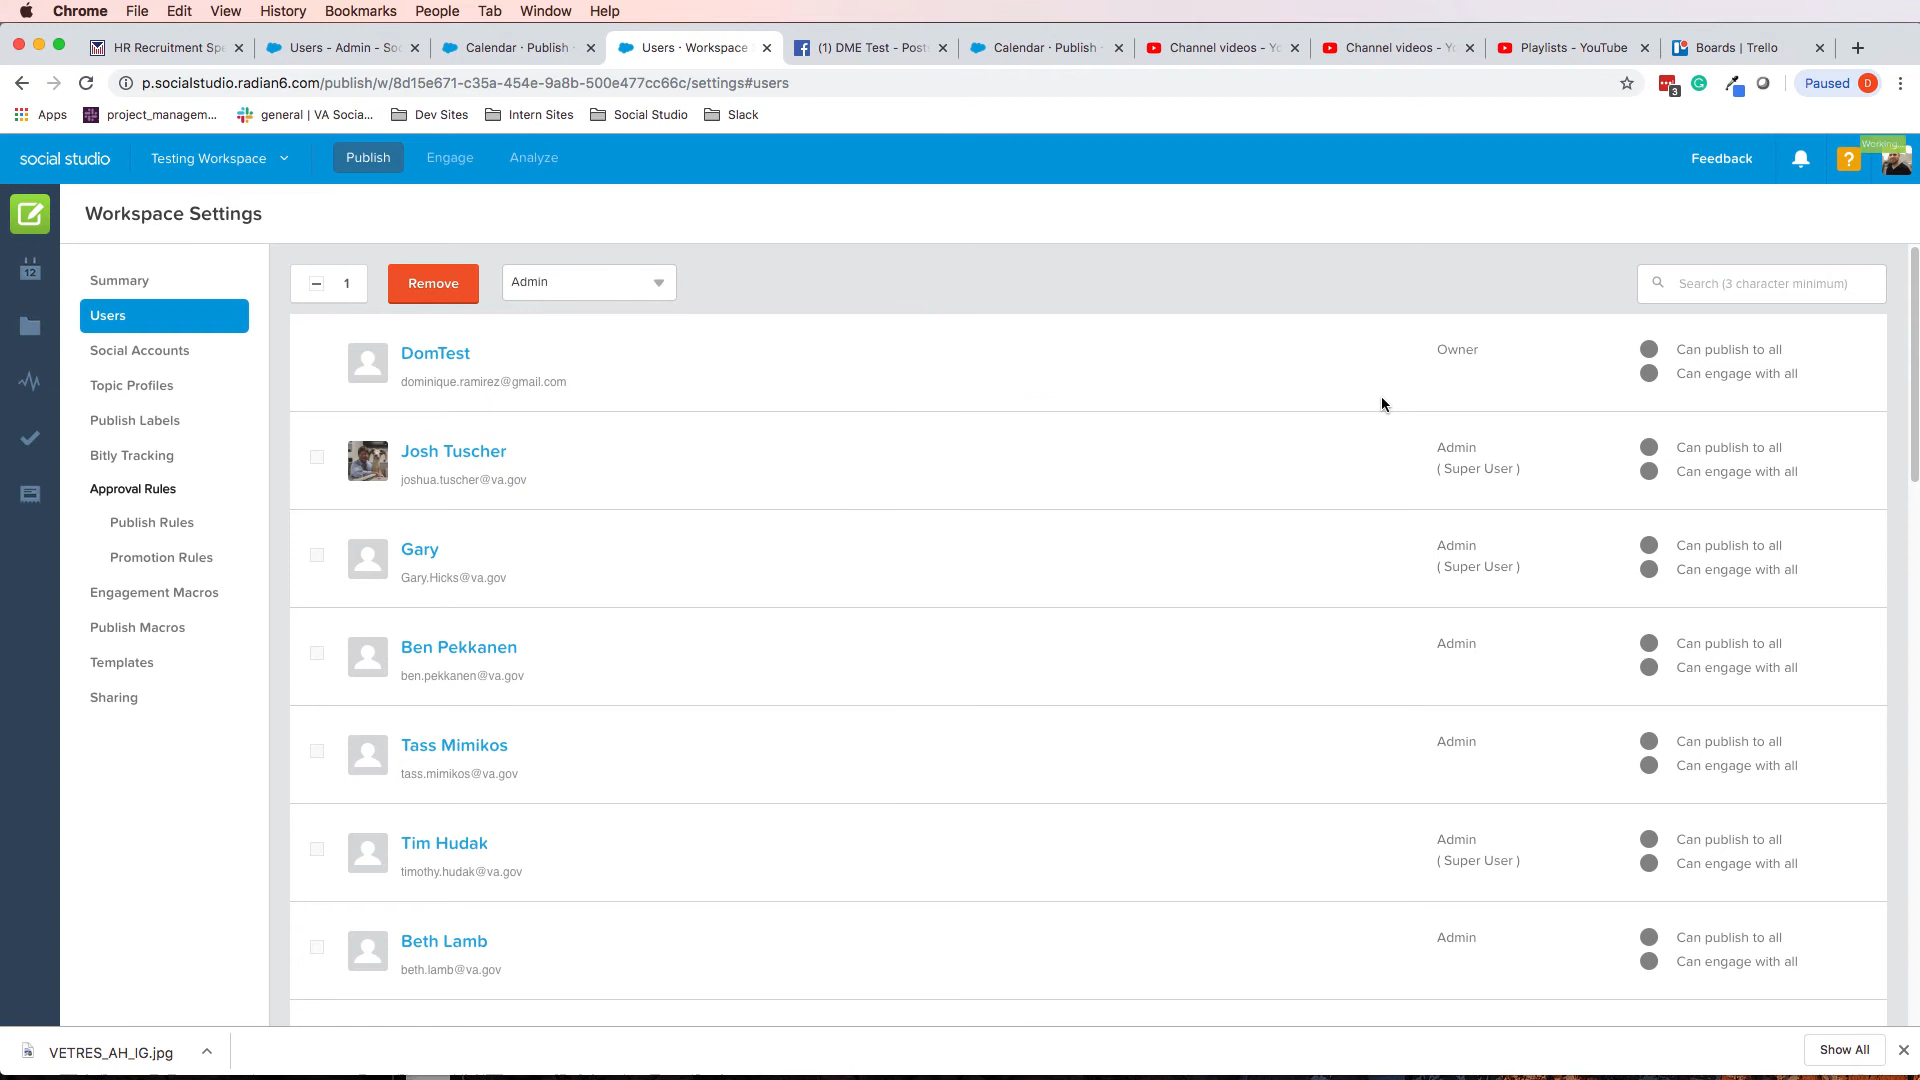 Chrome File Edit View History Bookmarks People Tab Window Help
HR Recruitment Spe
Users - Admin - Soc
Calendar · Publish ·
Users · Workspace
(1) DME Test - Posts
Calendar · Publish ·
Channel videos - Yo
Channel videos - Yo
Playlists - YouTube
Boards | Trello
p.socialstudio.radian6.com/publish/w/8d15e671-c35a-454e-9a8b-500e477cc66c/settings#users
3
Paused D
Apps
project_managem...
general | VA Socia...
Dev Sites
Intern Sites
Social Studio
Slack
social studio
Testing Workspace
Publish
Engage
Analyze
Feedback
?
Working...
Workspace Settings
12
Summary
Users
Social Accounts
Topic Profiles
Publish Labels
Bitly Tracking
Approval Rules
Publish Rules
Promotion Rules
Engagement Macros
Publish Macros
Templates
Sharing
1
Remove
Admin
Search (3 character minimum)
DomTest
dominique.ramirez@gmail.com
Owner
Can publish to all
Can engage with all
Josh Tuscher
joshua.tuscher@va.gov
Admin
( Super User )
Can publish to all
Can engage with all
Gary
Gary.Hicks@va.gov
Admin
( Super User )
Can publish to all
Can engage with all
Ben Pekkanen
ben.pekkanen@va.gov
Admin
Can publish to all
Can engage with all
Tass Mimikos
tass.mimikos@va.gov
Admin
Can publish to all
Can engage with all
Tim Hudak
timothy.hudak@va.gov
Admin
( Super User )
Can publish to all
Can engage with all
Beth Lamb
beth.lamb@va.gov
Admin
Can publish to all
Can engage with all
VETRES_AH_IG.jpg
Show All